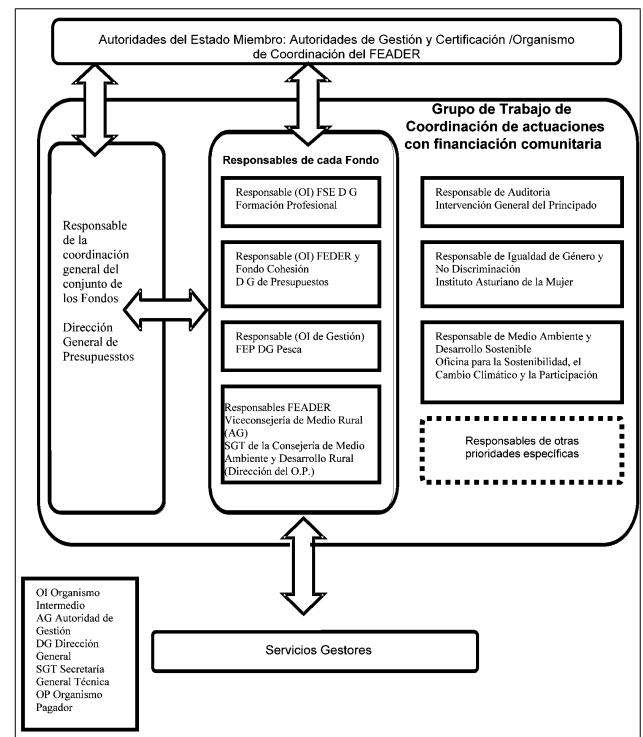 Autoridades del Estado Miembro: Autoridades de Gestión y Certificación /Organismo
de Coordinación del FEADER
Grupo de Trabajo de
Coordinación de actuaciones
con financiación comunitaria
Responsable
de la
coordinación
general del
conjunto de
los Fondos
Dirección
General de
Presupuesstos
Responsables de cada Fondo
Responsable (OI) FSE D G
Formación Profesional
Responsable (OI) FEDER y
Fondo Cohesión
D G de Presupuestos
Responsable (OI de Gestión)
FEP DG Pesca
Responsables FEADER
Viceconsejería de Medio Rural
(AG)
SGT de la Consejería de Medio
Ambiente y Desarrollo Rural
(Dirección del O.P.)
Responsable de Auditoria
Intervención General del Principado
Responsable de Igualdad de Género y
No Discriminación
Instituto Asturiano de la Mujer
Responsable de Medio Ambiente y
Desarrollo Sostenible
Oficina para la Sostenibilidad, el
Cambio Climático y la Participación
Responsables de otras
prioridades específicas
OI Organismo
Intermedio
AG Autoridad de
Gestión
DG Dirección
General
SGT Secretaría
General Técnica
OP Organismo
Pagador
Servicios Gestores